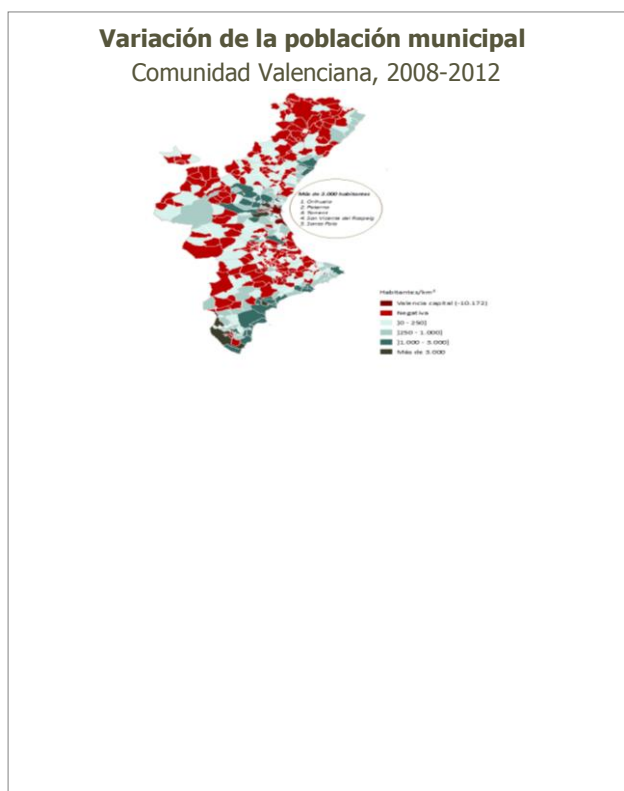 Variación de la población municipal
Comunidad Valenciana, 2008-2012
Más de 3.000 habitantes
1. Orihuela
2. Paterna
3. Torrent
4. San Vicente del Raspeig
5. Santa Pola
Habitantes/km²
Valencia capital (-10.172)
Negativa
[0 - 250]
[250 - 1.000]
[1.000 - 3.000]
Más de 3.000